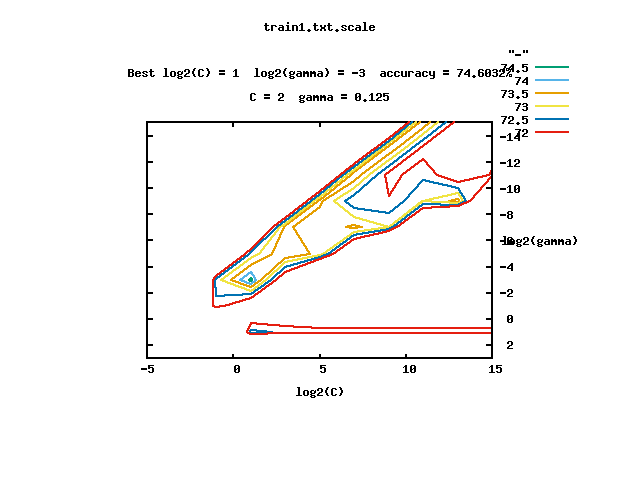 train1.txt.scale
"-"
Best log2(C) = 1 log2(gamma) = -3 accuracy = 74.6032%
74.5
74
73.5
73
72.5
72
C = 2 gamma = 0.125
-14
-12
-10
-8
-6
-4
-2
0
2
log2(gamma)
-5 0 5 10 15
log2(C)